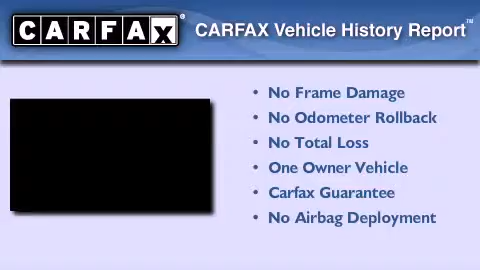 CARFAX® CARFAX Vehicle History Report™
• No Frame Damage
• No Odometer Rollback
• No Total Loss
• One Owner Vehicle
• Carfax Guarantee
• No Airbag Deployment